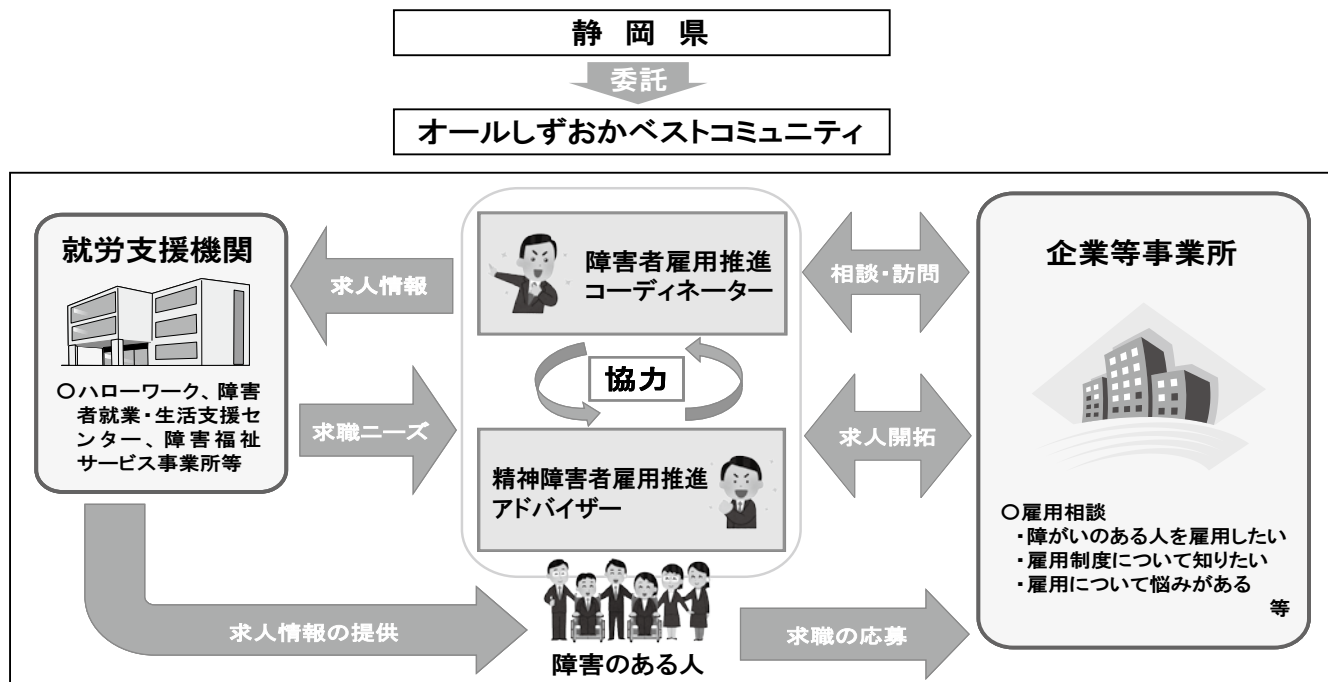 静岡県
委託
オールしずおかベストコミュニティ
就労支援機関
〇ハローワーク、障害
者就業・生活支援セ
ンター、障害福祉
サービス事業所等
求人情報
求職ニーズ
障害者雇用推進
コーディネーター
協力
精神障害者雇用推進
アドバイザー
相談・訪問
求人開拓
企業等事業所
〇雇用相談
・障がいのある人を雇用したい
・雇用制度について知りたい
・雇用について悩みがある
等
求人情報の提供
障害のある人
求職の応募